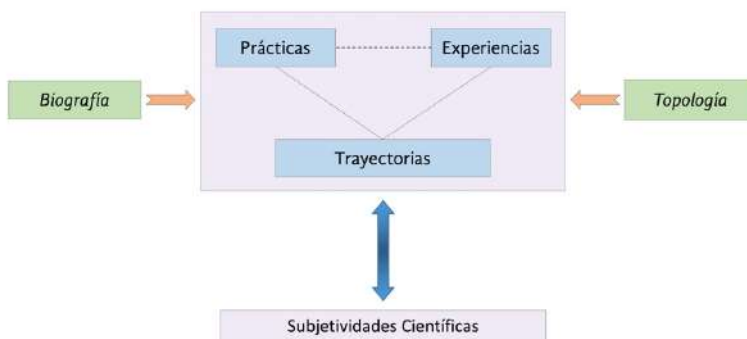 Prácticas
Experiencias
Biografía
Topología
Trayectorias
Subjetividades Científicas